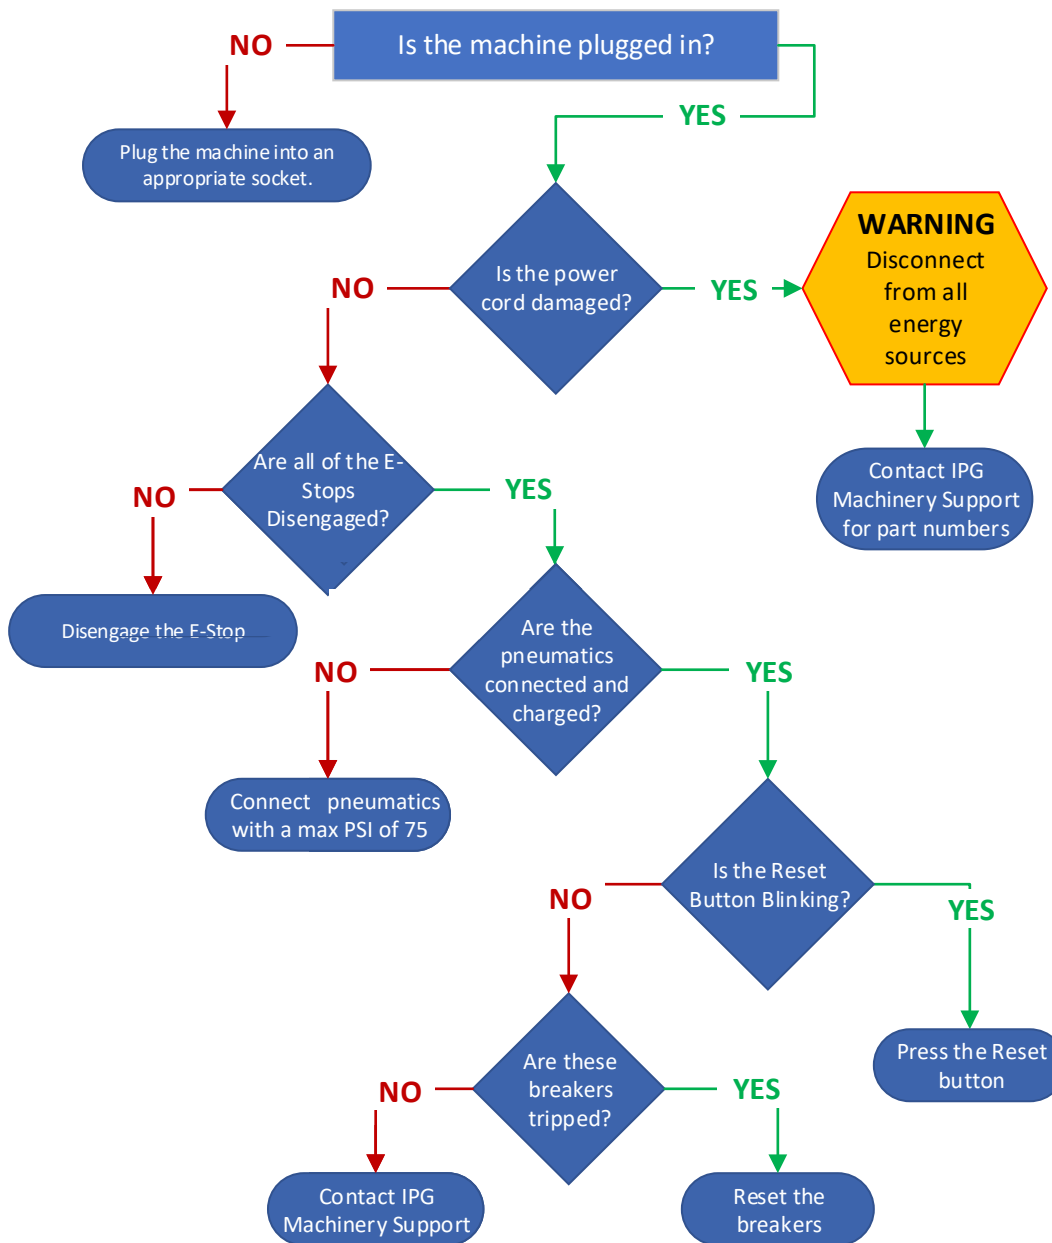 Is the machine plugged in?
NO
YES
Plug the machine into an
appropriate socket.
WARNING
Disconnect
from all
energy
sources
Is the power
cord damaged?
NO
YES
Are all of the E-
Stops
Disengaged?
NO
YES
Contact IPG
Machinery Support
for part numbers
Disengage the E-Stop
Are the
pneumatics
connected and
charged?
NO
YES
Connect pneumatics
with a max PSI of 75
Is the Reset
Button Blinking?
NO
YES
Press the Reset
button
Are these
breakers
tripped?
NO
YES
Contact IPG
Machinery Support
Reset the
breakers